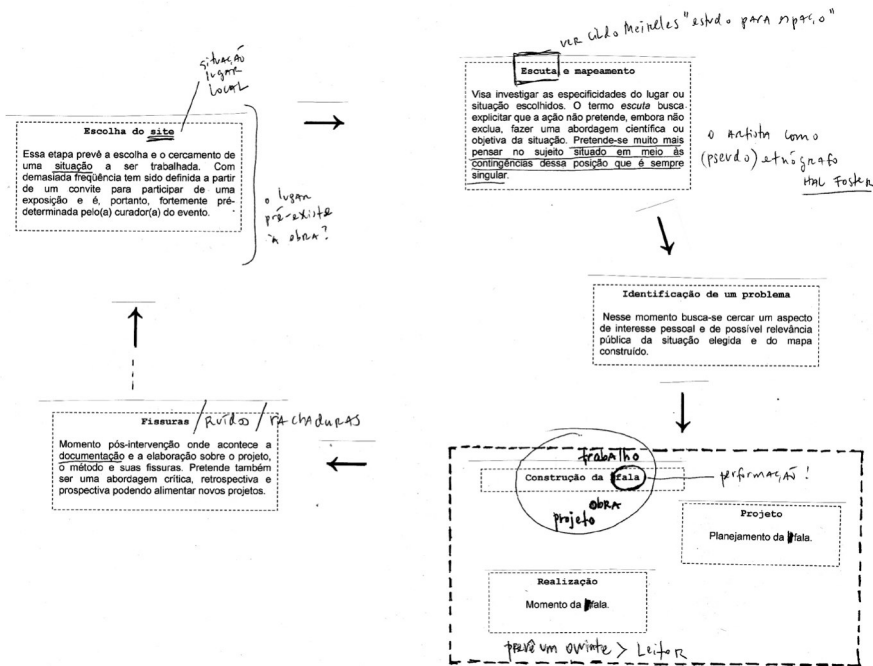 situação
lugar
local
Escolha do site
Essa etapa prevê a escolha e o cercamento de
uma situação a ser trabalhada. Com
demasiada freqüência tem sido definida a partir
de um convite para participar de uma
exposição e é, portanto, fortemente pré-
determinada pelo(a) curador(a) do evento.
o lugar
pré-existe
à obra?
ver Cildo Meireles "estudo para espaço"
Escuta e mapeamento
Visa investigar as especificidades do lugar ou
situação escolhidos. O termo escuta busca
explicitar que a ação não pretende, embora não
exclua, fazer uma abordagem científica ou
objetiva da situação. Pretende-se muito mais
pensar no sujeito situado em meio às
contingências dessa posição que é sempre
singular.
o artista como
(pseudo) etnógrafo
Hal Foster
Identificação de um problema
Nesse momento busca-se cercar um aspecto
de interesse pessoal e de possível relevância
pública da situação elegida e do mapa
construído.
trabalho
Construção da fala
performação!
obra
projeto
Projeto
Planejamento da fala.
Realização
Momento da fala.
prevê um ouvinte > Leitor
Fissuras / Ruídos / rachaduras
Momento pós-intervenção onde acontece a
documentação e a elaboração sobre o projeto,
o método e suas fissuras. Pretende também
ser uma abordagem crítica, retrospectiva e
prospectiva podendo alimentar novos projetos.